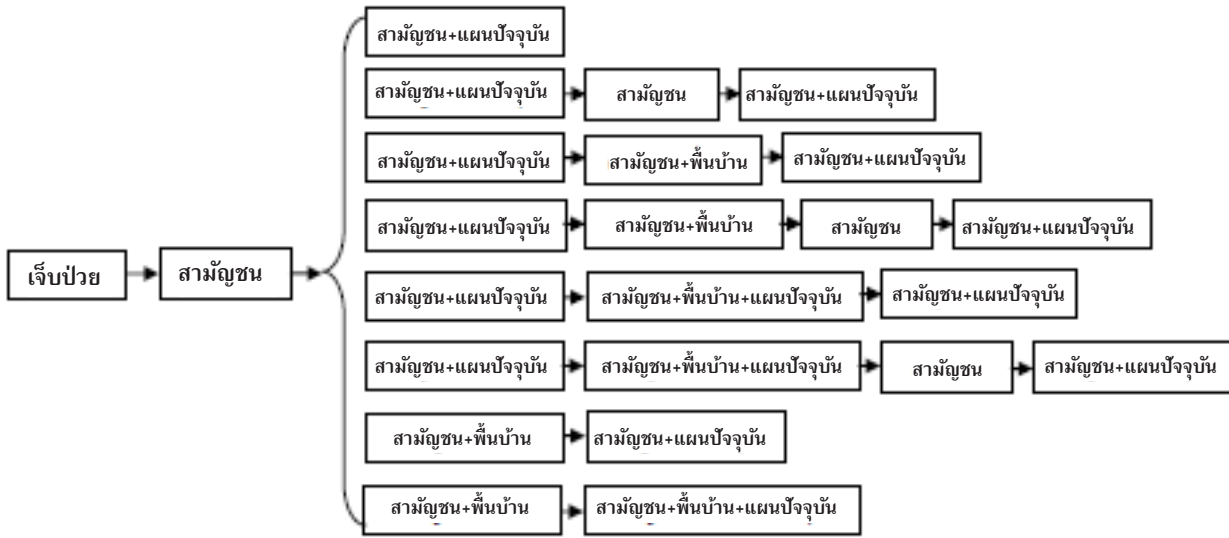 สามัญชน+แผนปัจจุบัน
สามัญชน+แผนปัจจุบัน สามัญชน สามัญชน+แผนปัจจุบัน
สามัญชน+แผนปัจจุบัน สามัญชน+พื้นบ้าน สามัญชน+แผนปัจจุบัน
สามัญชน+แผนปัจจุบัน สามัญชน+พื้นบ้าน สามัญชน สามัญชน+แผนปัจจุบัน
เจ็บป่วย สามัญชน
สามัญชน+แผนปัจจุบัน สามัญชน+พื้นบ้าน+แผนปัจจุบัน สามัญชน+แผนปัจจุบัน
สามัญชน+แผนปัจจุบัน สามัญชน+พื้นบ้าน+แผนปัจจุบัน สามัญชน สามัญชน+แผนปัจจุบัน
สามัญชน+พื้นบ้าน สามัญชน+แผนปัจจุบัน
สามัญชน+พื้นบ้าน สามัญชน+พื้นบ้าน+แผนปัจจุบัน